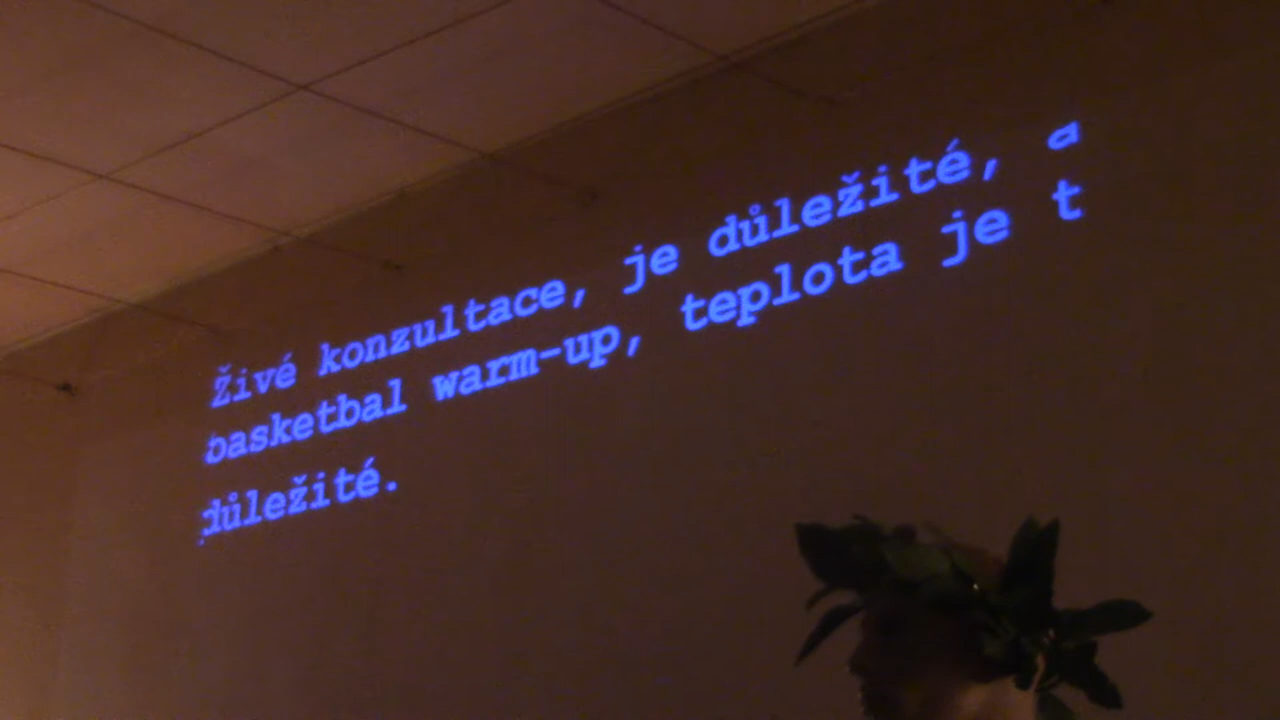 Živé konzultace, je důležité, a
basketbal warm-up, teplota je t
důležité.